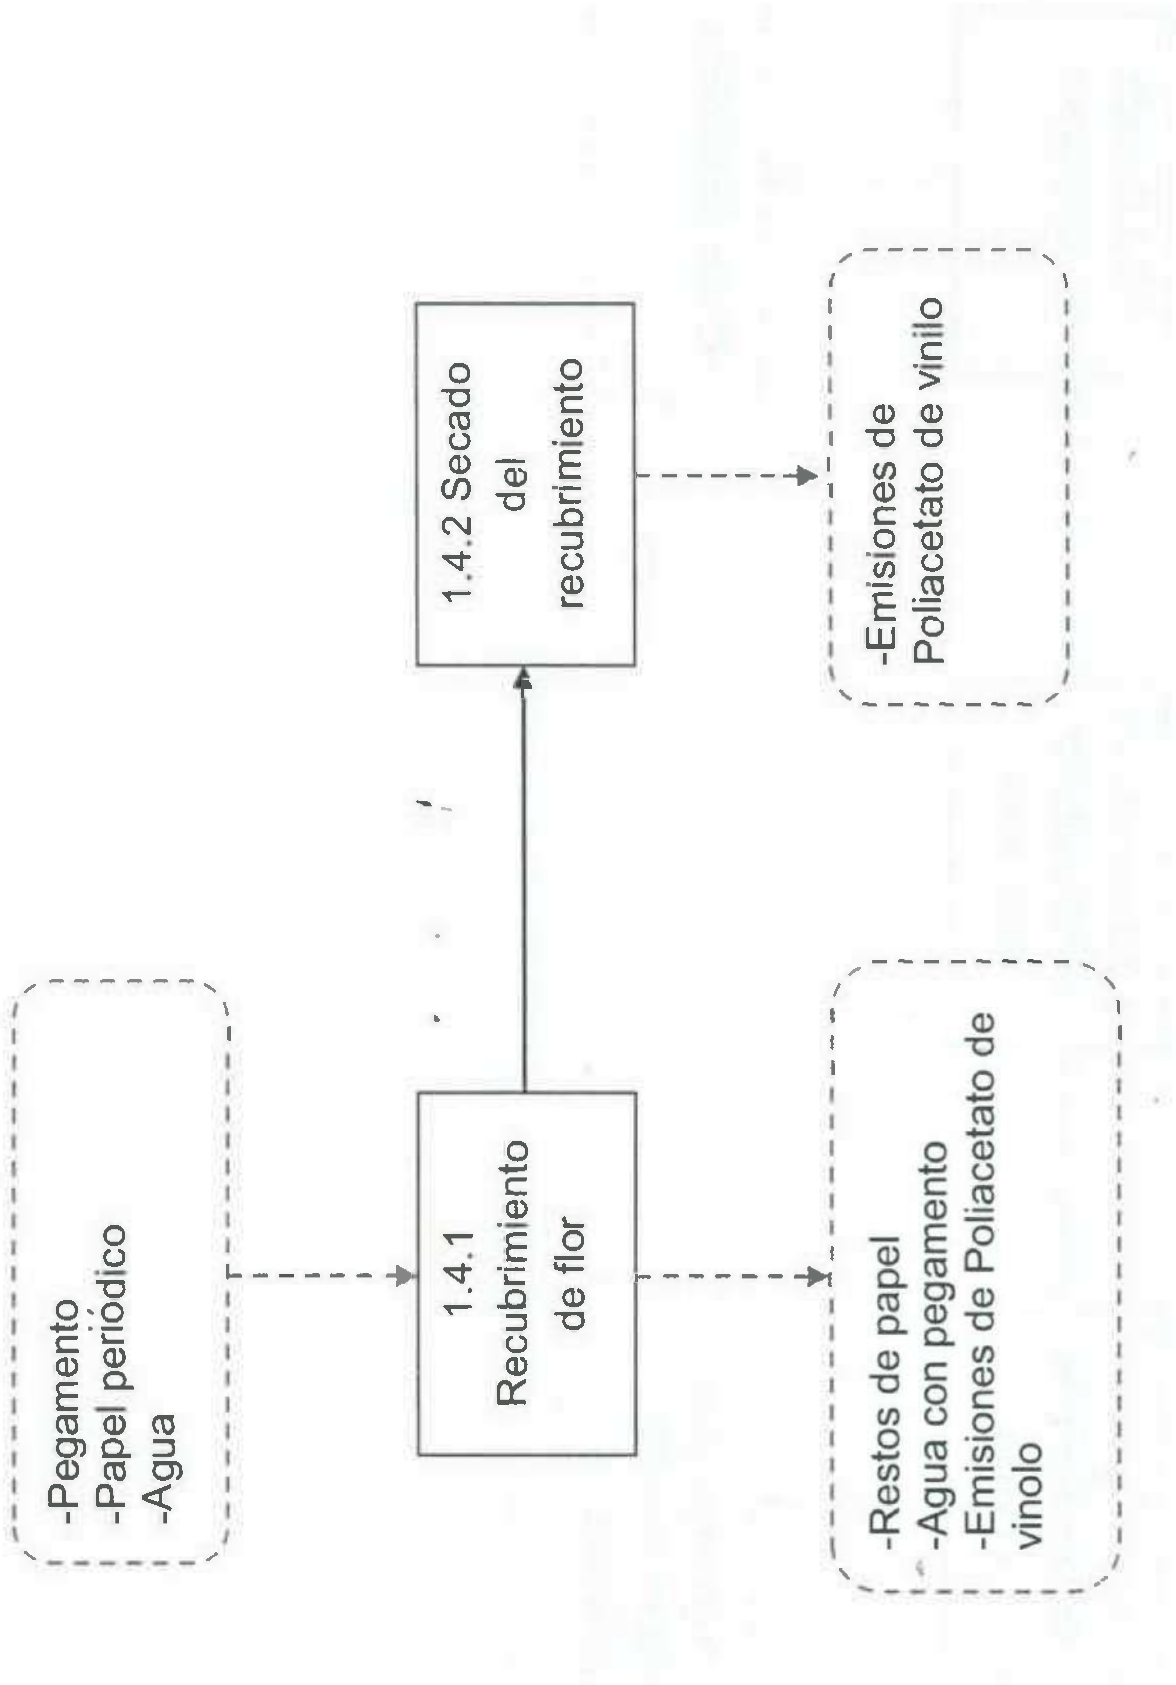 -Pegamento
-Papel periódico
-Agua
1.4.1
Recubrimiento
de flor
1.4.2 Secado
del
recubrimiento
-Restos de papel
-Agua con pegamento
-Emisiones de Poliacetato de
vinolo
-Emisiones de
Poliacetato de vinilo